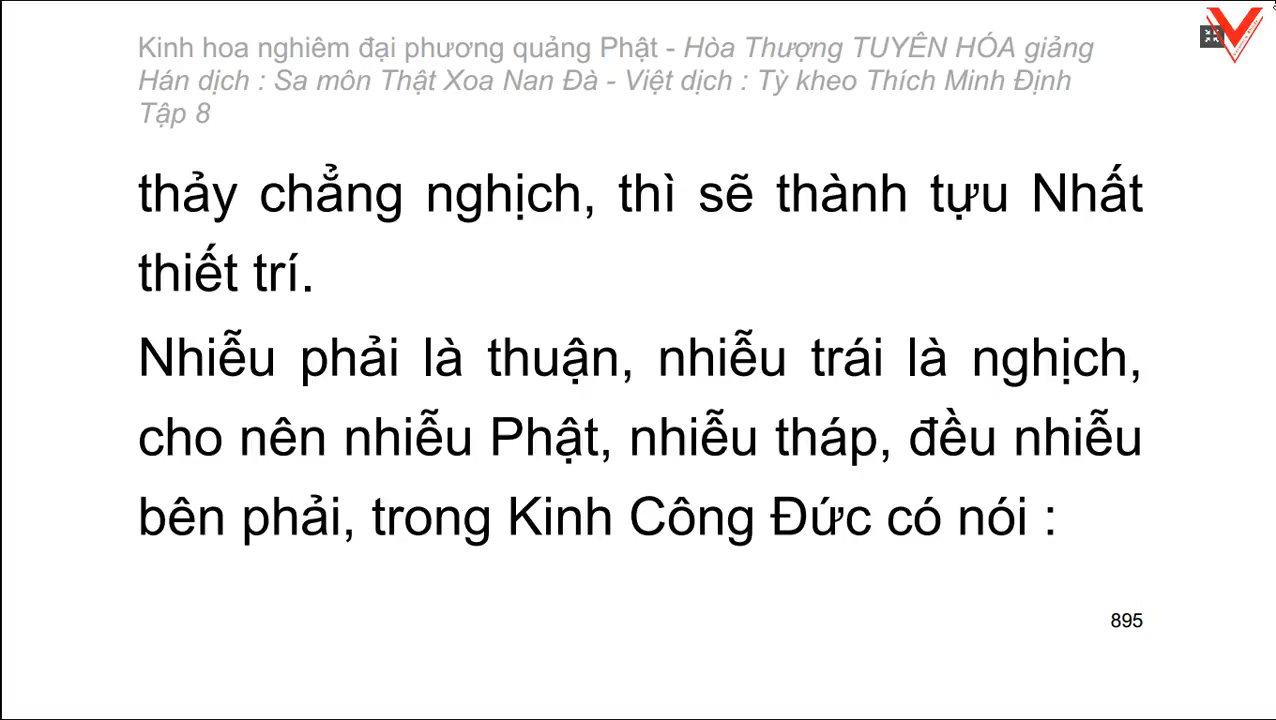 Kinh hoa nghiêm đại phương quảng Phật - Hòa Thượng TUYÊN HÓA giảng
Hán dịch : Sa môn Thật Xoa Nan Đà - Việt dịch : Tỳ kheo Thích Minh Định
Tập 8
thảy chẳng nghịch, thì sẽ thành tựu Nhất
thiết trí.
Nhiễu phải là thuận, nhiễu trái là nghịch,
cho nên nhiễu Phật, nhiễu tháp, đều nhiễu
bên phải, trong Kinh Công Đức có nói :
895